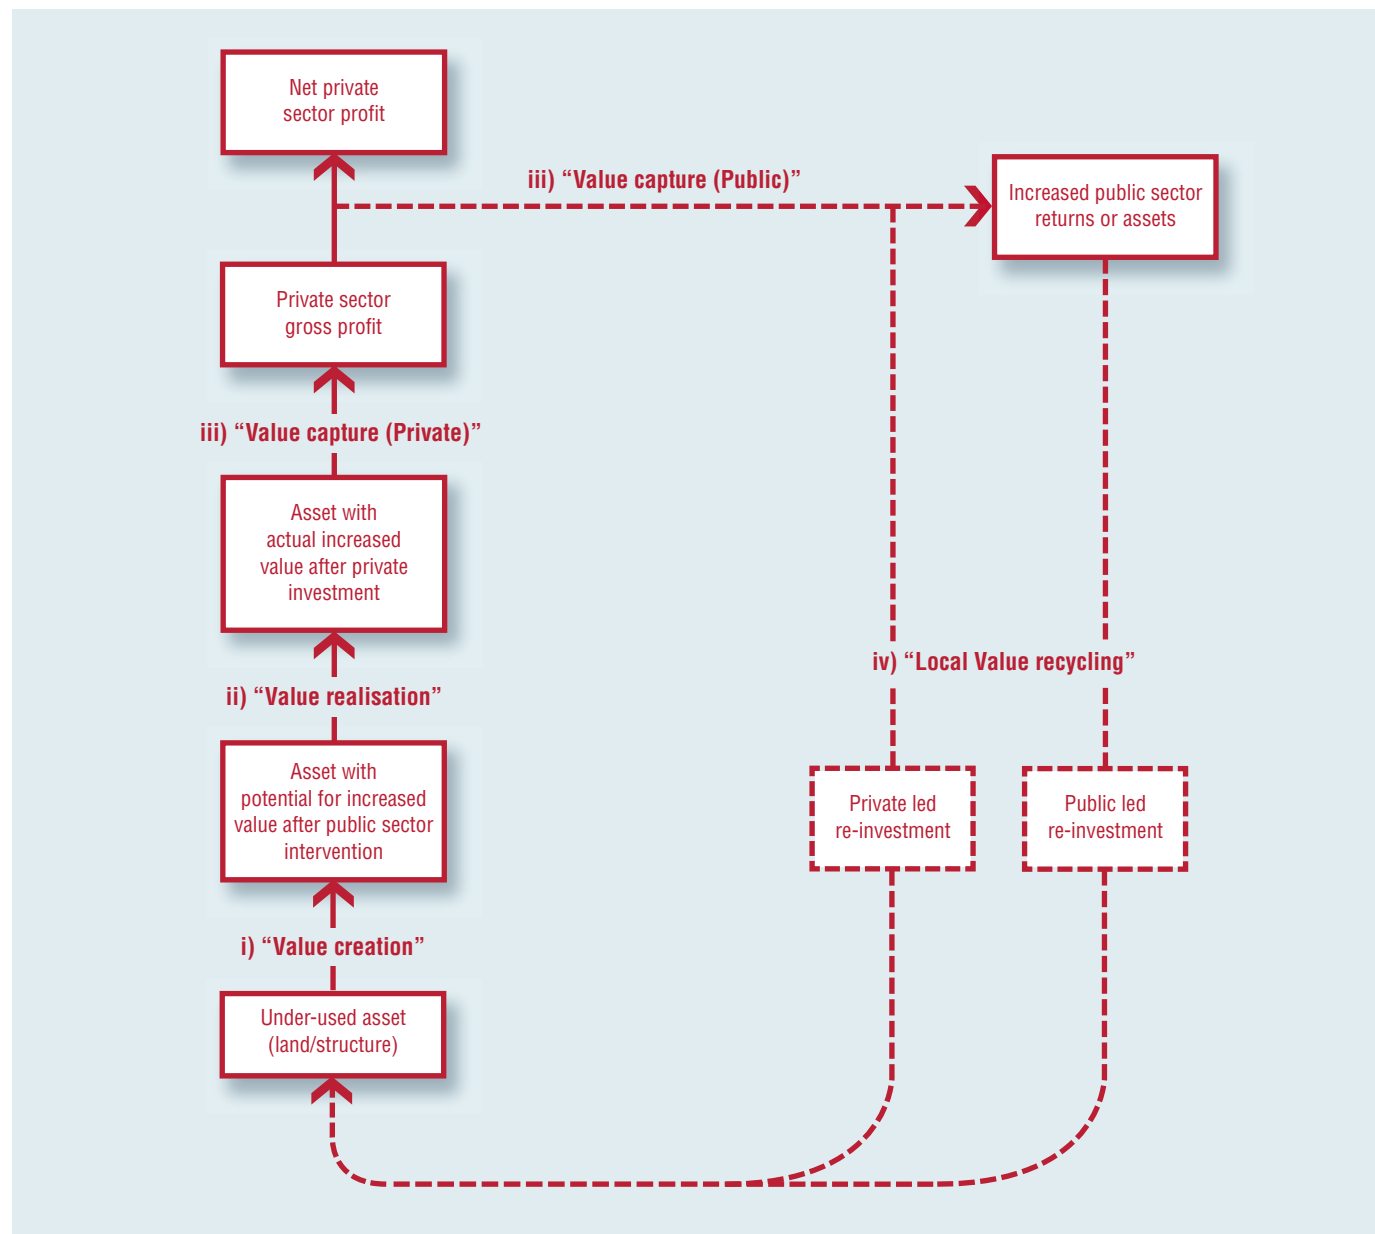 Net private
sector profit
iii) “Value capture (Public)”
Increased public sector
returns or assets
Private sector
gross profit
iii) “Value capture (Private)”
Asset with
actual increased
value after private
investment
iv) “Local Value recycling”
ii) “Value realisation”
Asset with
potential for increased
value after public sector
intervention
Private led
re-investment
Public led
re-investment
i) “Value creation”
Under-used asset
(land/structure)